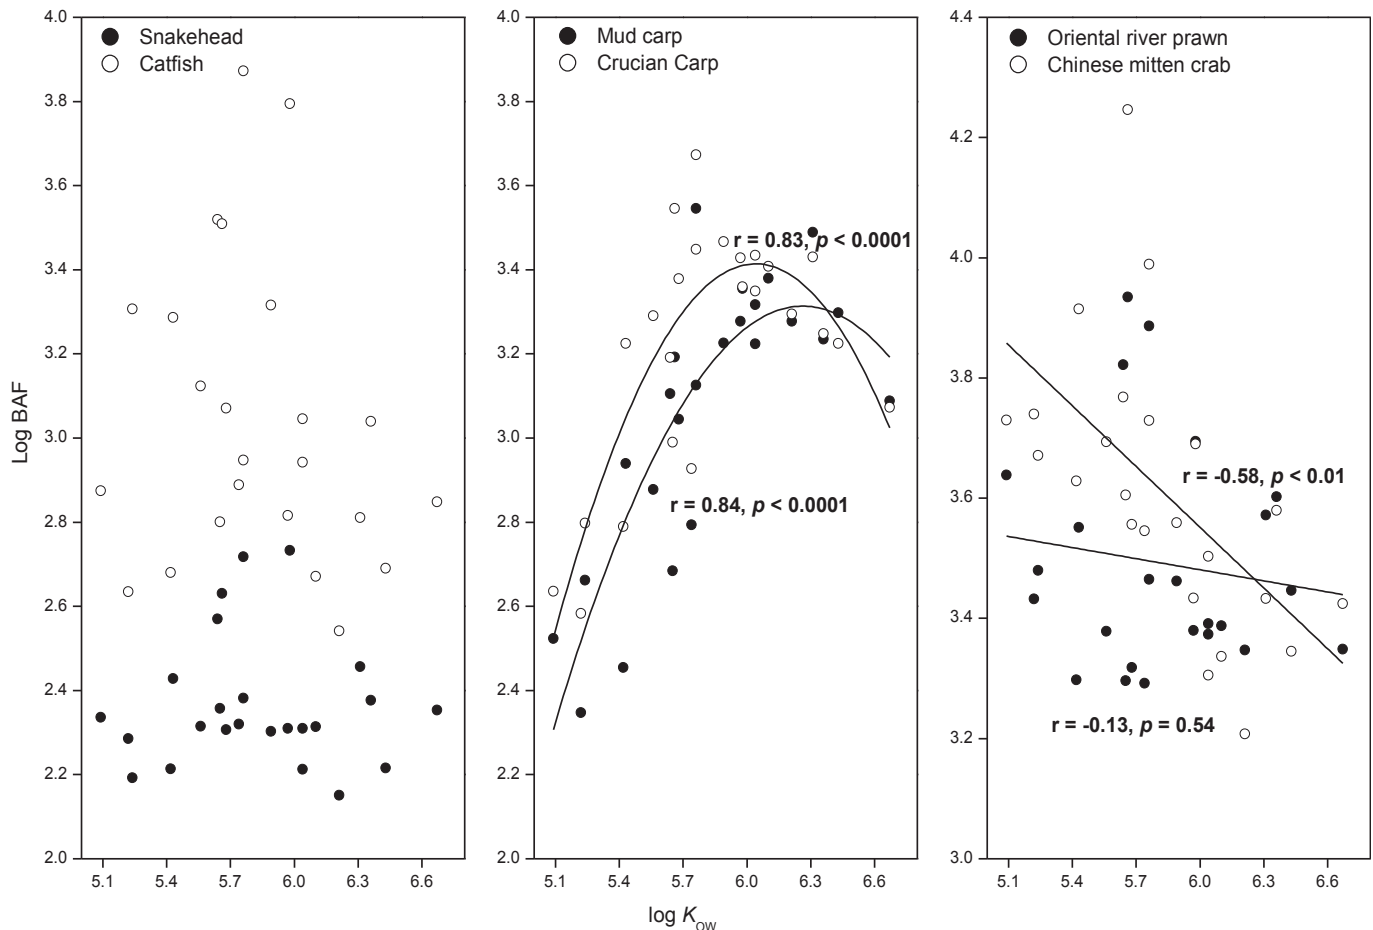 Log BAF
4.0
3.8
3.6
3.4
3.2
3.0
2.8
2.6
2.4
2.2
2.0
Snakehead
Catfish
5.1 5.4 5.7 6.0 6.3 6.6
4.0
3.8
3.6
3.4
3.2
3.0
2.8
2.6
2.4
2.2
2.0
Mud carp
Crucian Carp
r = 0.83, p < 0.0001
r = 0.84, p < 0.0001
5.1 5.4 5.7 6.0 6.3 6.6
4.4
4.2
4.0
3.8
3.6
3.4
3.2
3.0
Oriental river prawn
Chinese mitten crab
r = -0.58, p < 0.01
r = -0.13, p = 0.54
5.1 5.4 5.7 6.0 6.3 6.6
log KOW